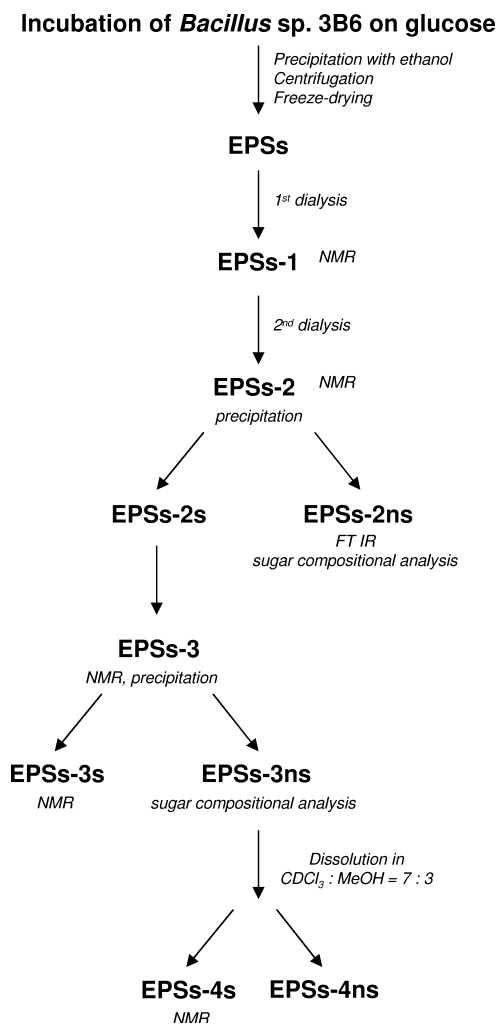 Incubation of Bacillus sp. 3B6 on glucose
Precipitation with ethanol
Centrifugation
Freeze-drying
EPSs
1st dialysis
EPSs-1 NMR
2nd dialysis
EPSs-2 NMR
precipitation
EPSs-2s EPSs-2ns
FT IR
sugar compositional analysis
EPSs-3
NMR, precipitation
EPSs-3s EPSs-3ns
NMR sugar compositional analysis
Dissolution in
CDCl3 : MeOH = 7 : 3
EPSs-4s EPSs-4ns
NMR